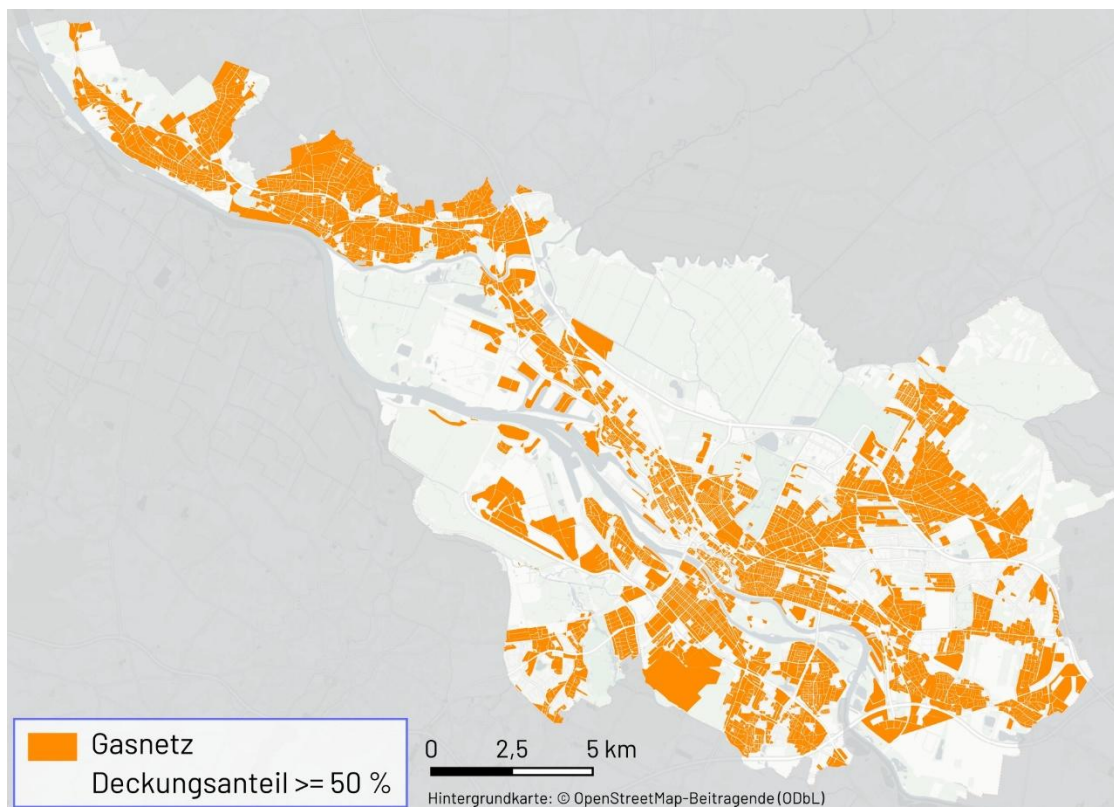 Gasnetz
Deckungsanteil >= 50 %
0 2,5 5 km
Hintergrundkarte: © OpenStreetMap-Beitragende (ODbL)